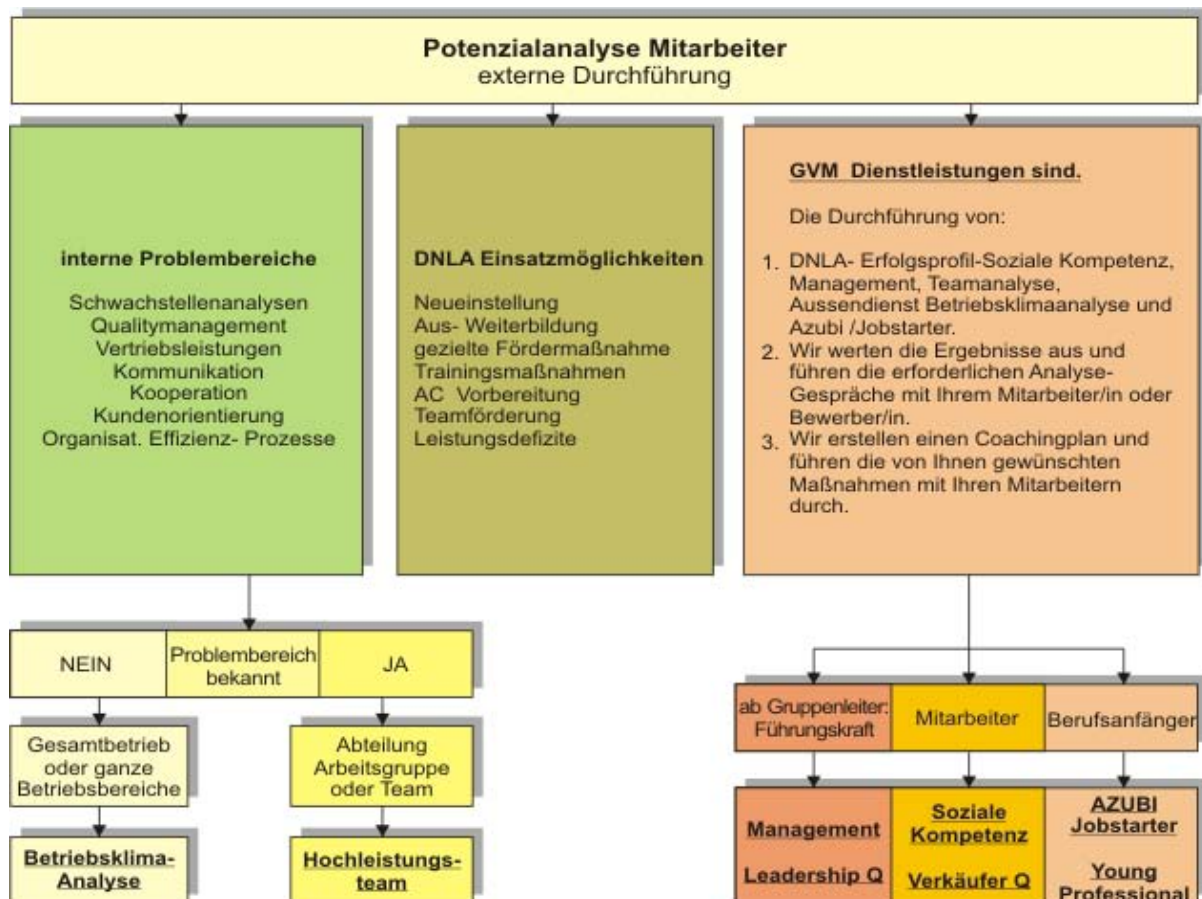 Potenzialanalyse Mitarbeiter
externe Durchführung
interne Problembereiche
Schwachstellenanalysen
Qualitymanagement
Vertriebsleistungen
Kommunikation
Kooperation
Kundenorientierung
Organisat. Effizienz- Prozesse
DNLA Einsatzmöglichkeiten
Neueinstellung
Aus- Weiterbildung
gezielte Fördermaßnahme
Trainingsmaßnahmen
AC Vorbereitung
Teamförderung
Leistungsdefizite
GVM Dienstleistungen sind.
Die Durchführung von:
1. DNLA- Erfolgsprofil-Soziale Kompetenz,
Management, Teamanalyse,
Aussendienst Betriebsklimaanalyse und
Azubi /Jobstarter.
2. Wir werten die Ergebnisse aus und
führen die erforderlichen Analyse-
Gespräche mit Ihrem Mitarbeiter/in oder
Bewerber/in.
3. Wir erstellen einen Coachingplan und
führen die von Ihnen gewünschten
Maßnahmen mit Ihren Mitarbeitern
durch.
NEIN
Problembereich
bekannt
JA
Gesamtbetrieb
oder ganze
Betriebsbereiche
Abteilung
Arbeitsgruppe
oder Team
Betriebsklima-
Analyse
Hochleistungs-
team
ab Gruppenleiter:
Führungskraft
Mitarbeiter
Berufsanfänger
Management
Leadership Q
Soziale
Kompetenz
Verkäufer Q
AZUBI
Jobstarter
Young
Professional